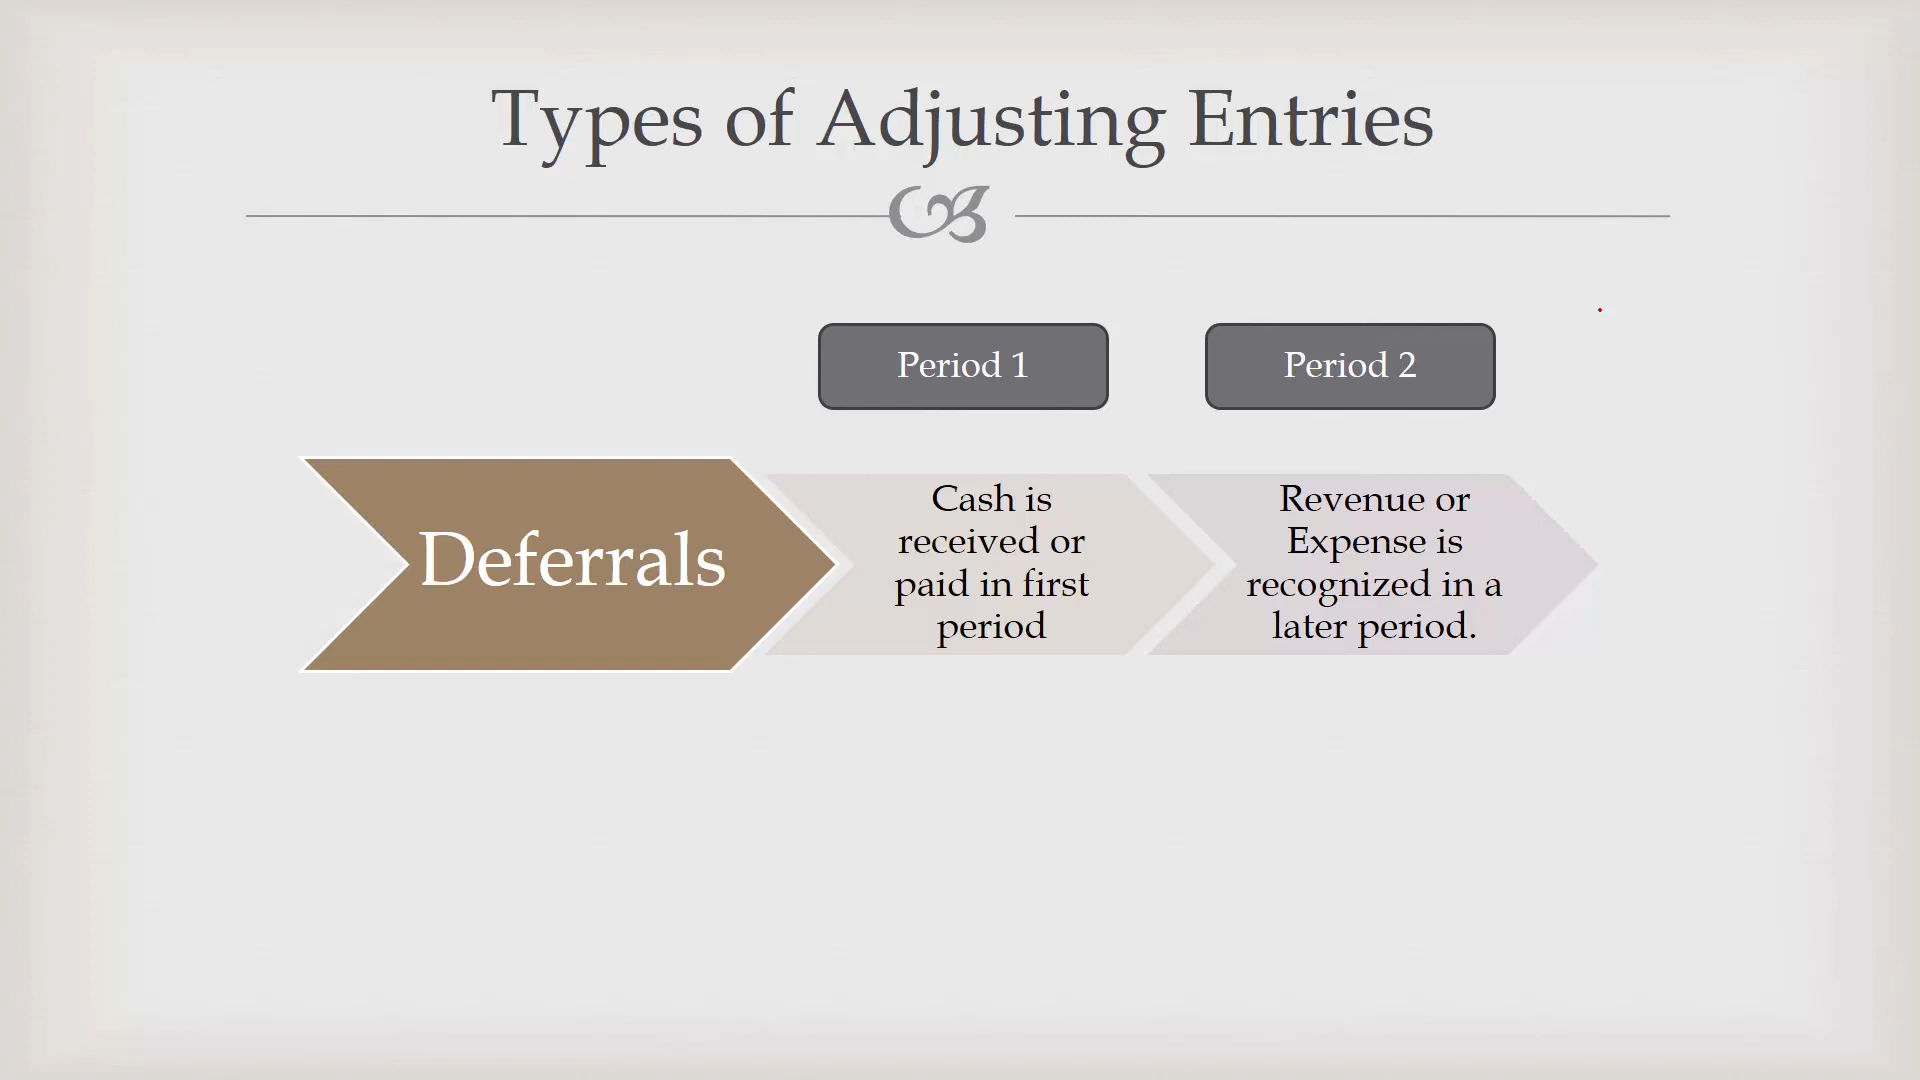 Types of Adjusting Entries
Period 1
Period 2
Deferrals
Cash is
received or
paid in first
period
Revenue or
Expense is
recognized in a
later period.